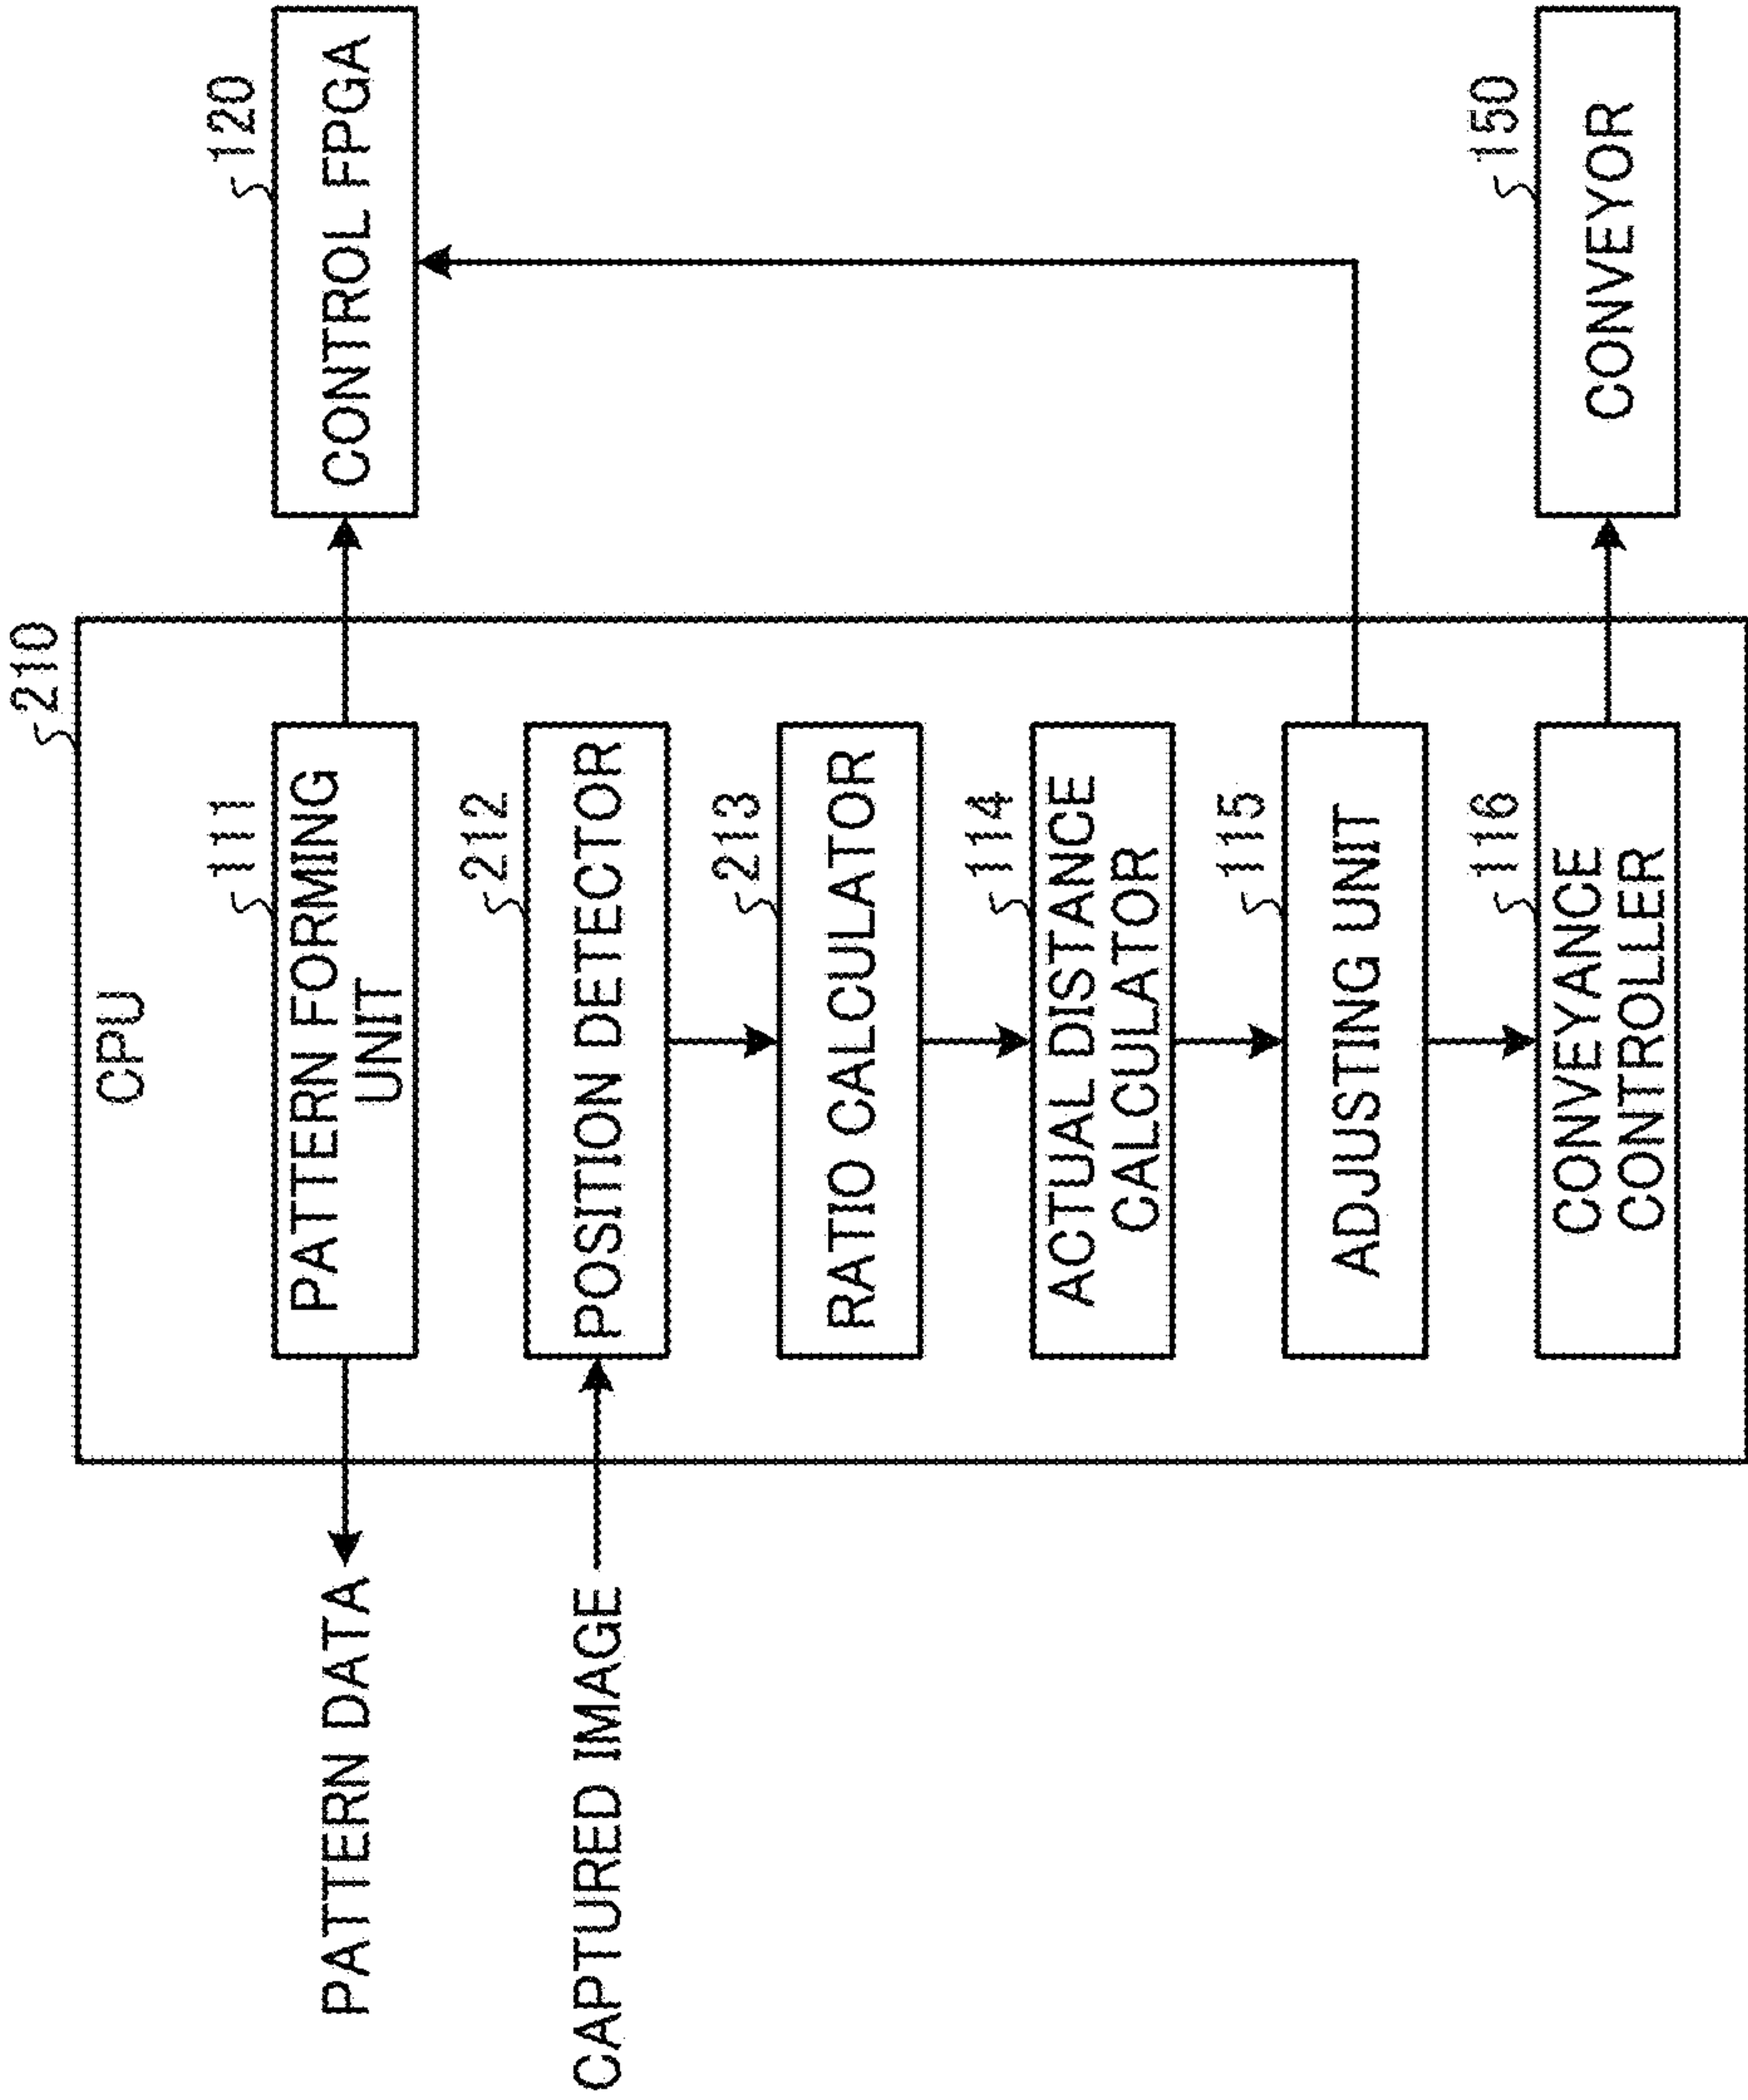 210
CPU
PATTERN DATA
111
PATTERN FORMING
UNIT
120
CONTROL FPGA
CAPTURED IMAGE
212
POSITION DETECTOR
213
RATIO CALCULATOR
114
ACTUAL DISTANCE
CALCULATOR
115
ADJUSTING UNIT
116
CONVEYANCE
CONTROLLER
150
CONVEYOR